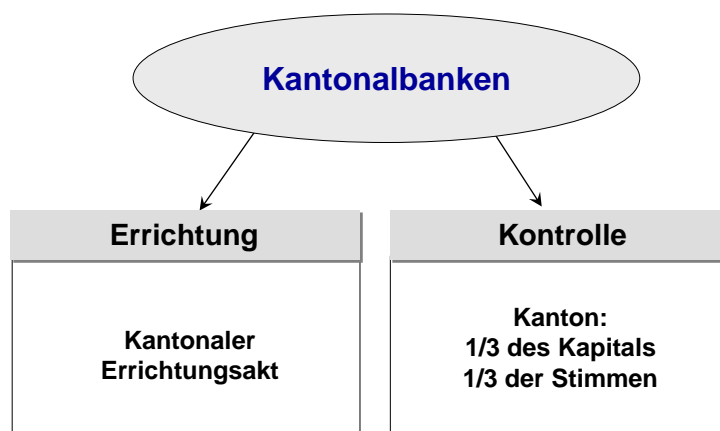 Kantonalbanken
Errichtung
Kantonaler
Errichtungsakt
Kontrolle
Kanton:
1/3 des Kapitals
1/3 der Stimmen